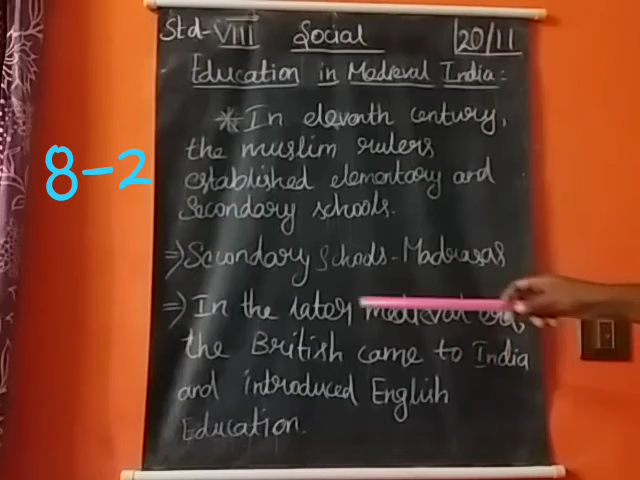 Std-VIII Social 20/11
Education in Medieval India:
* In eleventh century,
the muslim rulers
established elementary and
Secondary schools.
8-2
⇒ Secondary Schools-Madrasas
⇒ In the later medieval era,
the British came to India
and introduced English
Education.